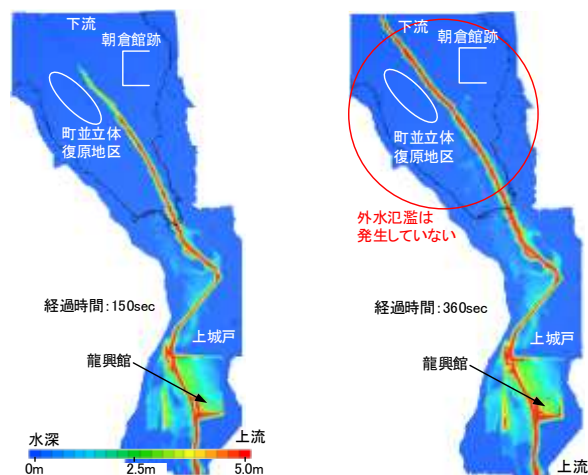 下流
朝倉館跡
町並立体
復原地区
経過時間:150sec
上城戸
龍興館
水深
上流
0m
2.5m
5.0m
下流
朝倉館跡
町並立体
復原地区
外水氾濫は
発生していない
経過時間:360sec
上城戸
龍興館
上流